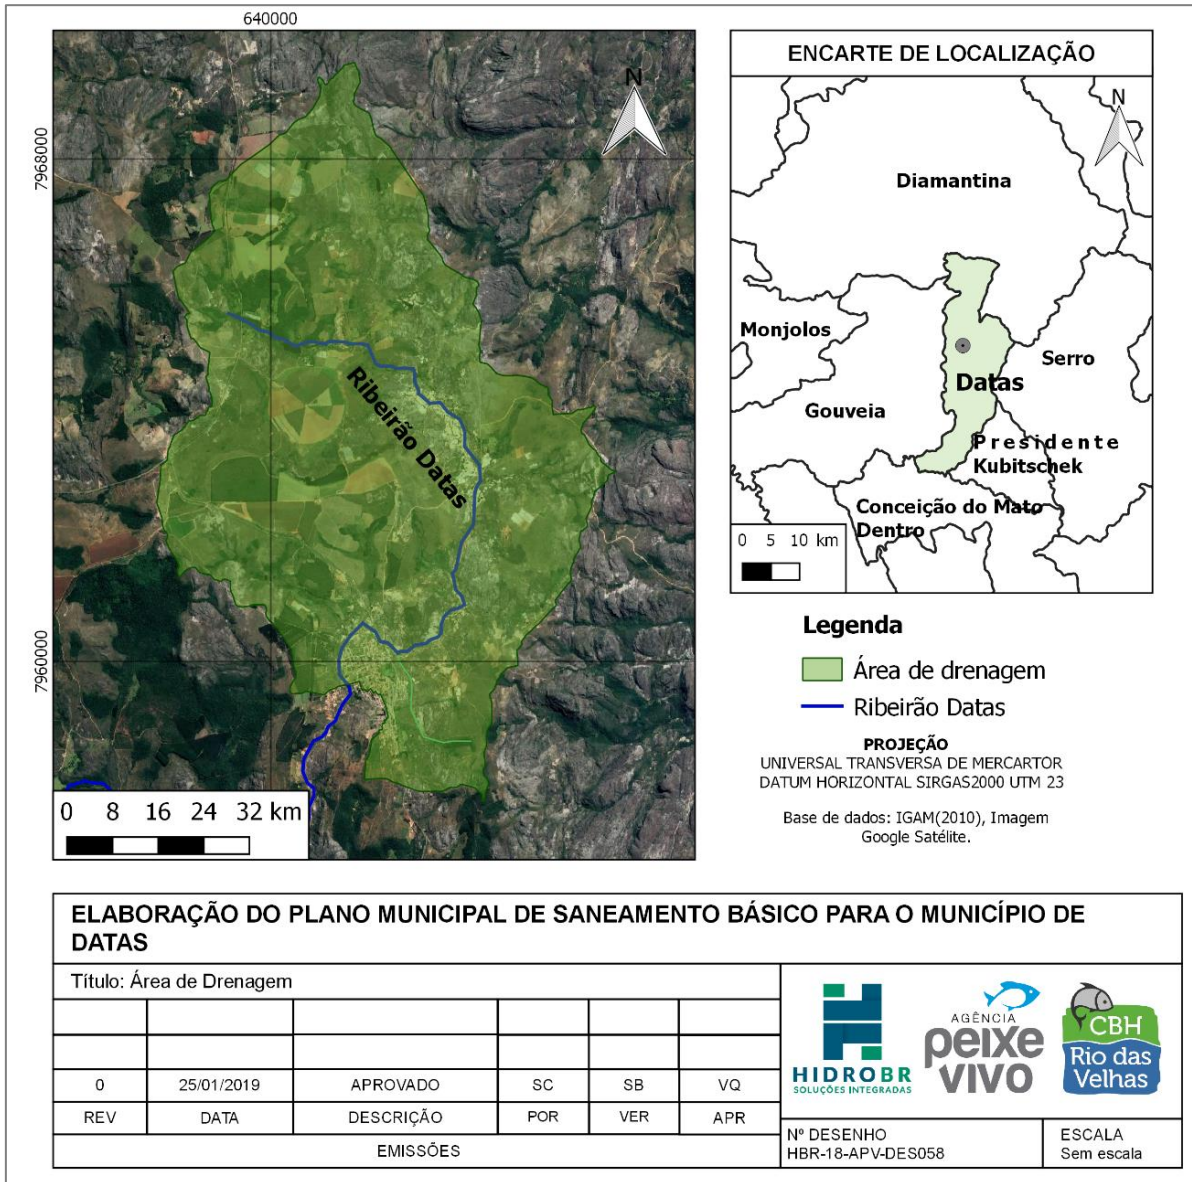 640000
7968000
7960000
N
Ribeirão Datas
0 8 16 24 32 km
ENCARTE DE LOCALIZAÇÃO
N
Diamantina
Monjolos
Serro
Datas
Gouveia
Presidente
Kubitschek
Conceição do Mato
Dentro
0 5 10 km
Legenda
Área de drenagem
Ribeirão Datas
PROJEÇÃO
UNIVERSAL TRANSVERSA DE MERCARTOR
DATUM HORIZONTAL SIRGAS2000 UTM 23
Base de dados: IGAM(2010), Imagem
Google Satélite.
ELABORAÇÃO DO PLANO MUNICIPAL DE SANEAMENTO BÁSICO PARA O MUNICÍPIO DE
DATAS
Título: Área de Drenagem
0 25/01/2019 APROVADO SC SB VQ
REV DATA DESCRIÇÃO POR VER APR
EMISSÕES
HIDROBR
SOLUÇÕES INTEGRADAS
AGÊNCIA
peixe
vivo
CBH
Rio das
Velhas
Nº DESENHO
HBR-18-APV-DES058
ESCALA
Sem escala